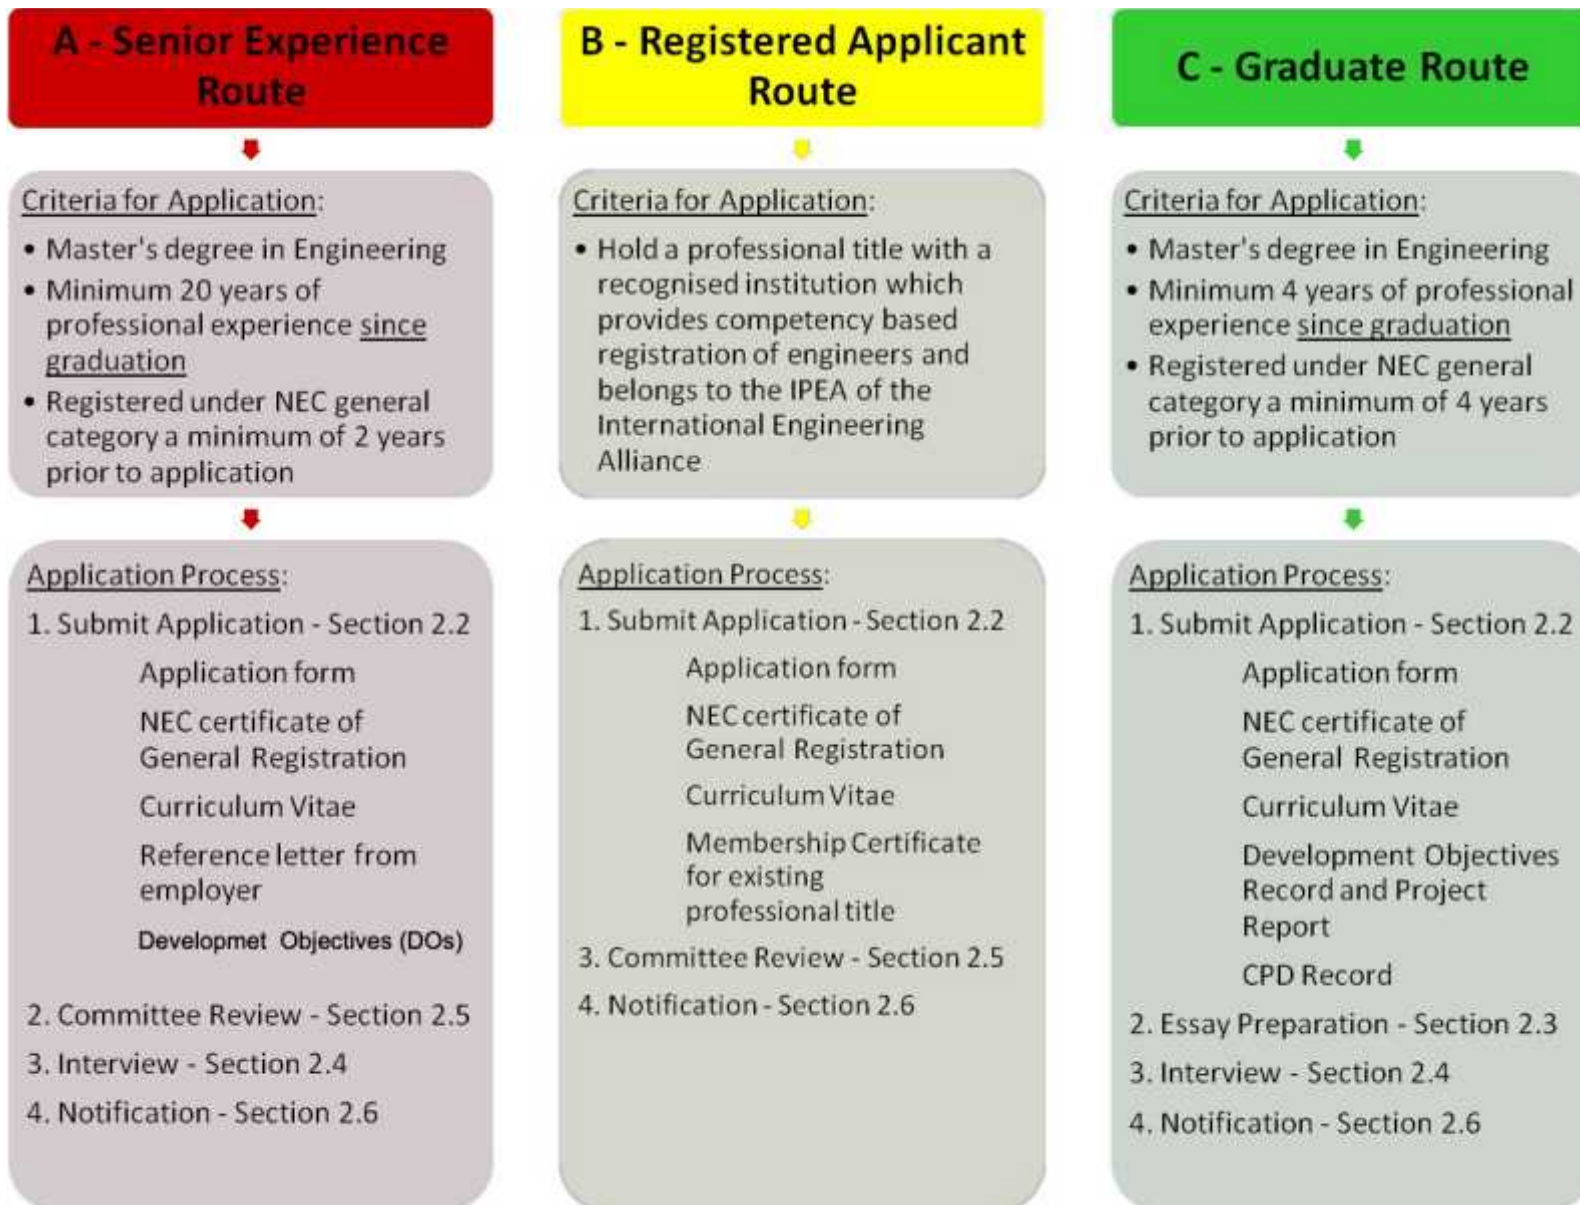 A - Senior Experience
Route
Criteria for Application:
• Master's degree in Engineering
• Minimum 20 years of
professional experience since
graduation
• Registered under NEC general
category a minimum of 2 years
prior to application
Application Process:
1. Submit Application - Section 2.2
Application form
NEC certificate of
General Registration
Curriculum Vitae
Reference letter from
employer
Developmet Objectives (DOs)
2. Committee Review - Section 2.5
3. Interview - Section 2.4
4. Notification - Section 2.6
B - Registered Applicant
Route
Criteria for Application:
• Hold a professional title with a
recognised institution which
provides competency based
registration of engineers and
belongs to the IPEA of the
International Engineering
Alliance
Application Process:
1. Submit Application - Section 2.2
Application form
NEC certificate of
General Registration
Curriculum Vitae
Membership Certificate
for existing
professional title
3. Committee Review - Section 2.5
4. Notification - Section 2.6
C - Graduate Route
Criteria for Application:
• Master's degree in Engineering
• Minimum 4 years of professional
experience since graduation
• Registered under NEC general
category a minimum of 4 years
prior to application
Application Process:
1. Submit Application - Section 2.2
Application form
NEC certificate of
General Registration
Curriculum Vitae
Development Objectives
Record and Project
Report
CPD Record
2. Essay Preparation - Section 2.3
3. Interview - Section 2.4
4. Notification - Section 2.6